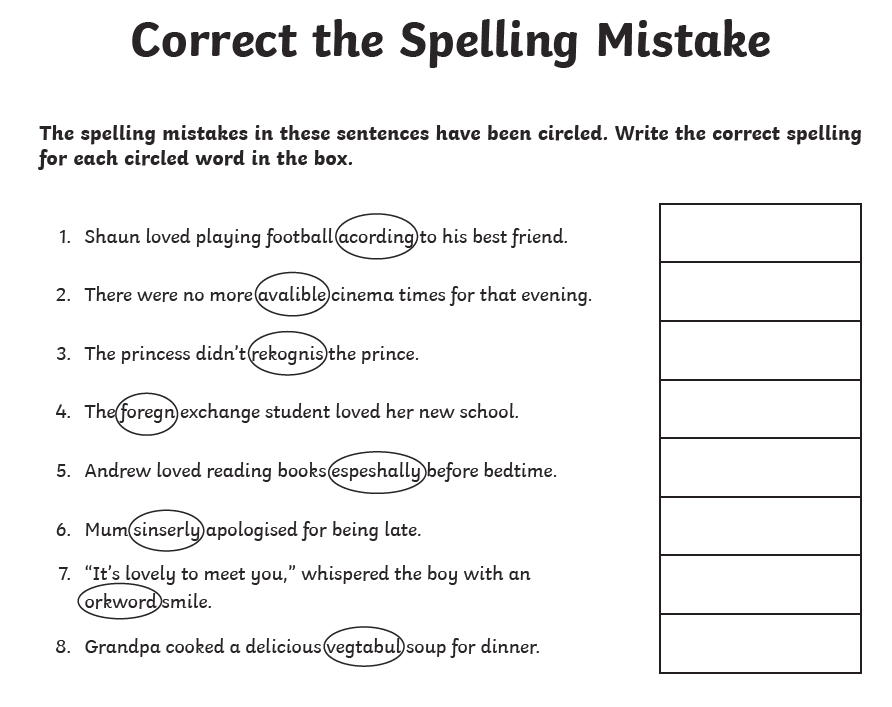 Correct the Spelling Mistake
The spelling mistakes in these sentences have been circled. Write the correct spelling
for each circled word in the box.
1. Shaun loved playing football acording to his best friend.
2. There were no more avalible cinema times for that evening.
3. The princess didn't rekognis the prince.
4. The foregn exchange student loved her new school.
5. Andrew loved reading books espeshally before bedtime.
6. Mum sinserly apologised for being late.
7. “It's lovely to meet you,” whispered the boy with an
orkword smile.
8. Grandpa cooked a delicious vegtabul soup for dinner.